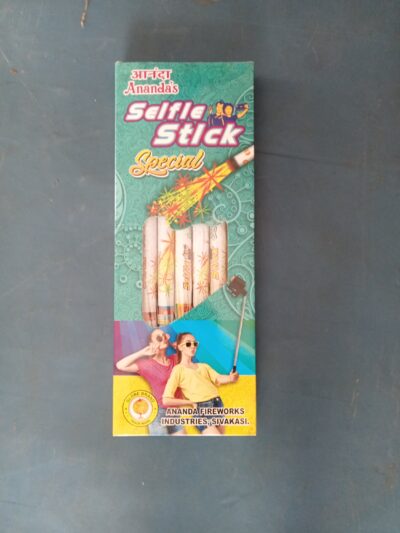 आनंदा
Ananda's
Selfie
Stick
Special
ANANDA FIREWORKS
INDUSTRIES, SIVAKASI.